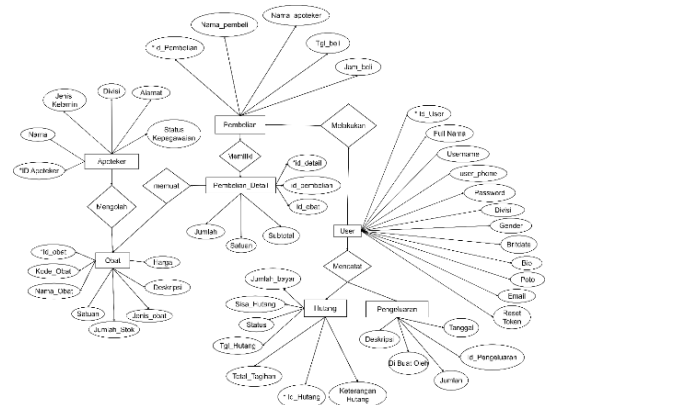 Nama_apoteker
Nama_pembeli
*id_Pembelian
Tgl_beli
Jam_beli
Jenis
Kelamin
Divisi
Alamat
Nama
Status
Kepegawaian
*ID Apoteker
Apoteker
Pembelian
Melakukan
Memiliki
Mengolah
memuat
Pembelian_Detail
*id_detail
id_pembelian
id_obat
Jumlah
Satuan
Subtotal
* Id_User
Full Nama
Username
user_phone
Password
Divisi
Gender
Britdate
Bio
Poto
Email
Reset
Token
User
Mencatat
*id_obat
Kode_Obat
Nama_Obat
Obat
Harga
Deskripsi
Satuan
Jumlah_Stok
Jenis_obat
Jumlah_bayar
Sisa_Hutang
Status
Tgl_Hutang
Total_Tagihan
* id_Hutang
Keterangan
Hutang
Hutang
Pengeluaran
Deskripsi
Di Buat Oleh
Jumlah
id_Pengeluaran
Tanggal